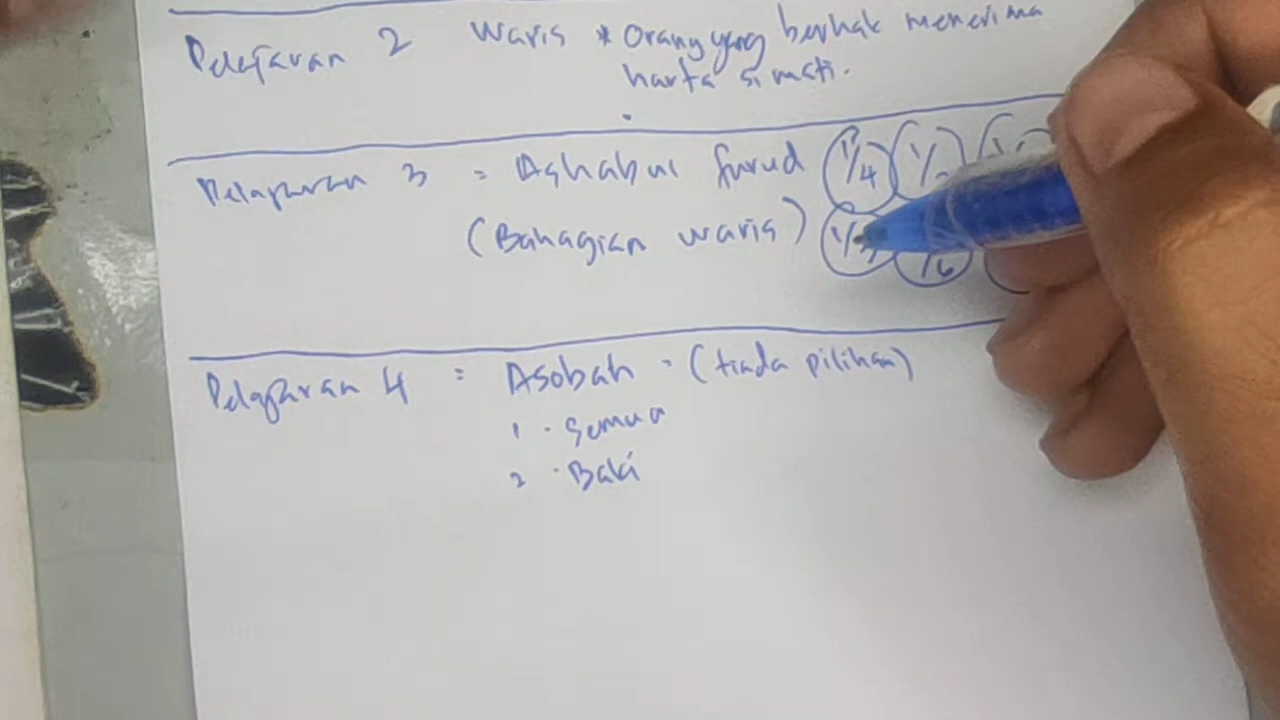 Pelajaran 2 Waris * Orang yang berhak menerima
harta si mati.
Pelajaran 3 = Ashabul furud 1/4
(Bahagian waris) 1/6
Pelajaran 4 = Asobah - (tiada pilihan)
1. Semua
2. Baki